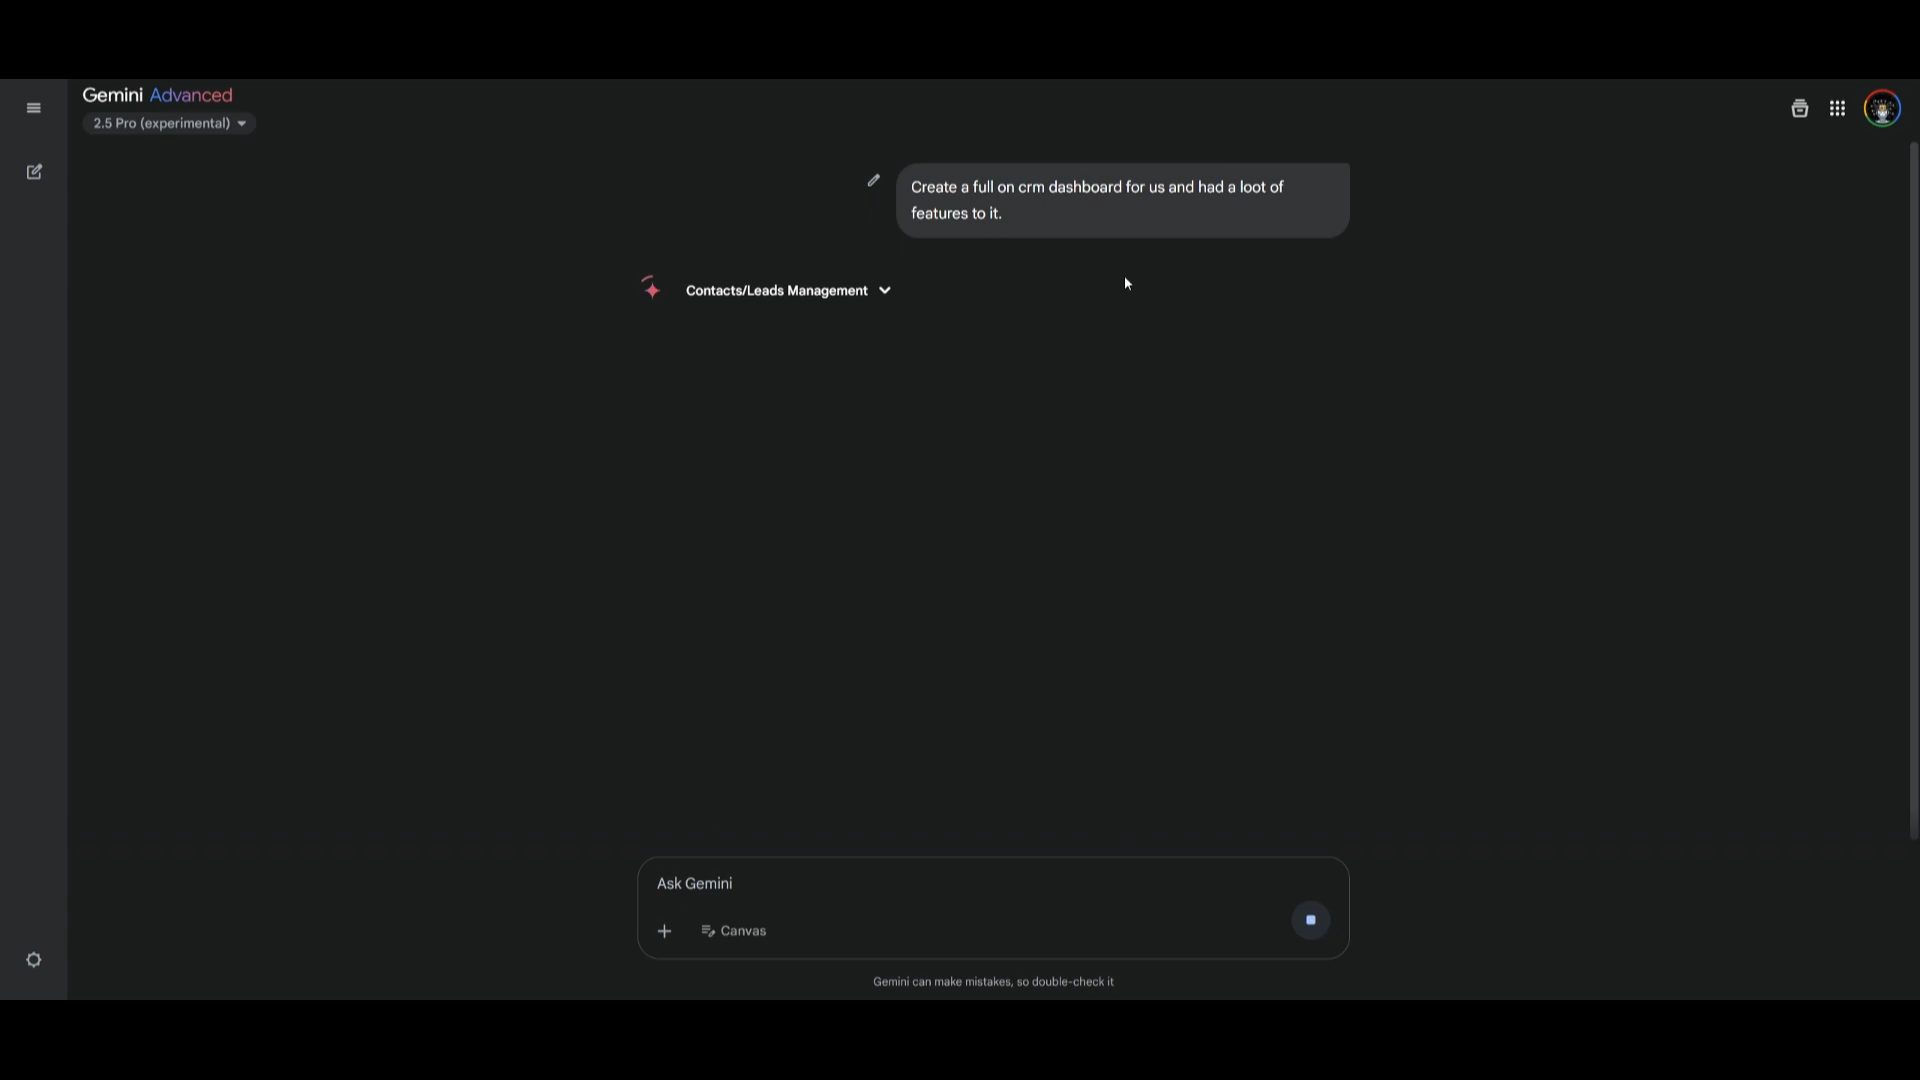 Gemini Advanced
2.5 Pro (experimental)
Create a full on crm dashboard for us and had a loot of
features to it.
Contacts/Leads Management
Ask Gemini
Canvas
Gemini can make mistakes, so double-check it